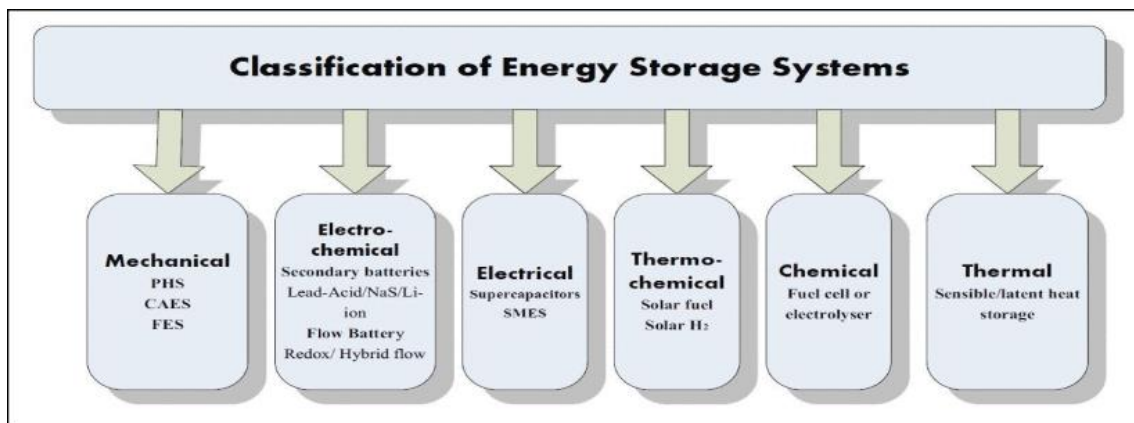 Classification of Energy Storage Systems
Mechanical
PHS
CAES
FES
Electro-
chemical
Secondary batteries
Lead-Acid/NaS/Li-
ion
Flow Battery
Redox/ Hybrid flow
Electrical
Supercapacitors
SMES
Thermo-
chemical
Solar fuel
Solar H₂
Chemical
Fuel cell or
electrolyser
Thermal
Sensible/latent heat
storage